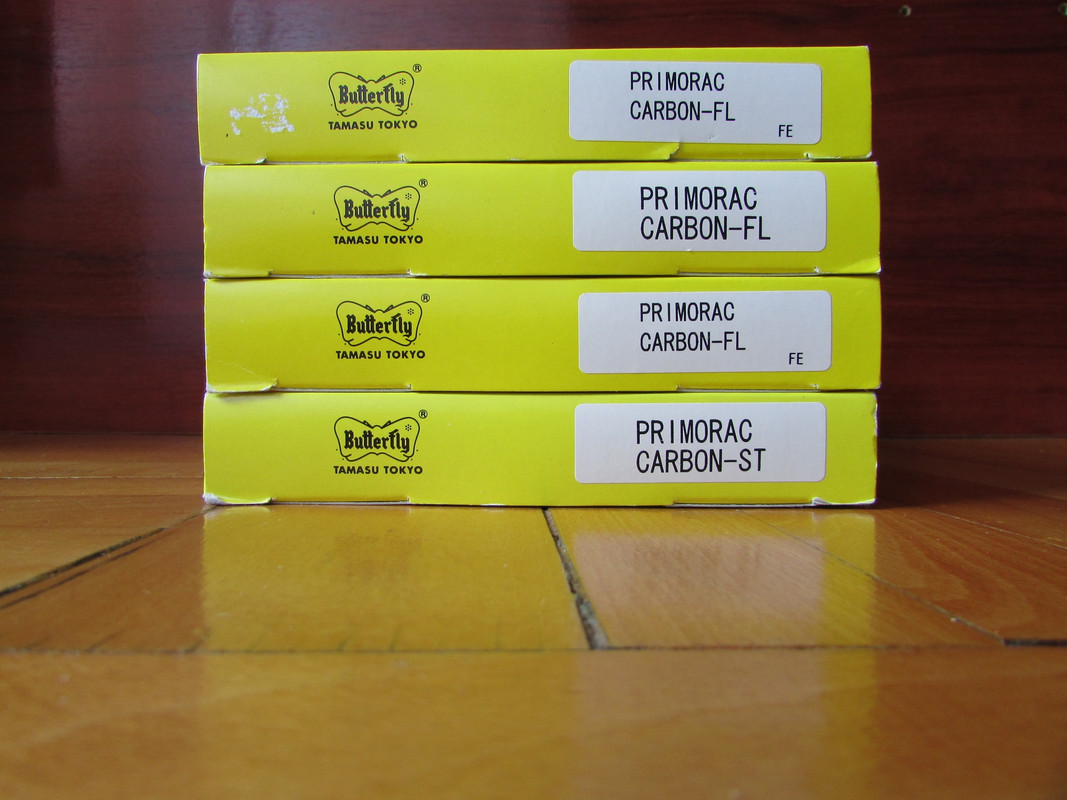 Butterfly ®
TAMASU TOKYO
PRIMORAC
CARBON-FL
FE
Butterfly ®
TAMASU TOKYO
PRIMORAC
CARBON-FL
Butterfly ®
TAMASU TOKYO
PRIMORAC
CARBON-FL
FE
Butterfly ®
TAMASU TOKYO
PRIMORAC
CARBON-ST